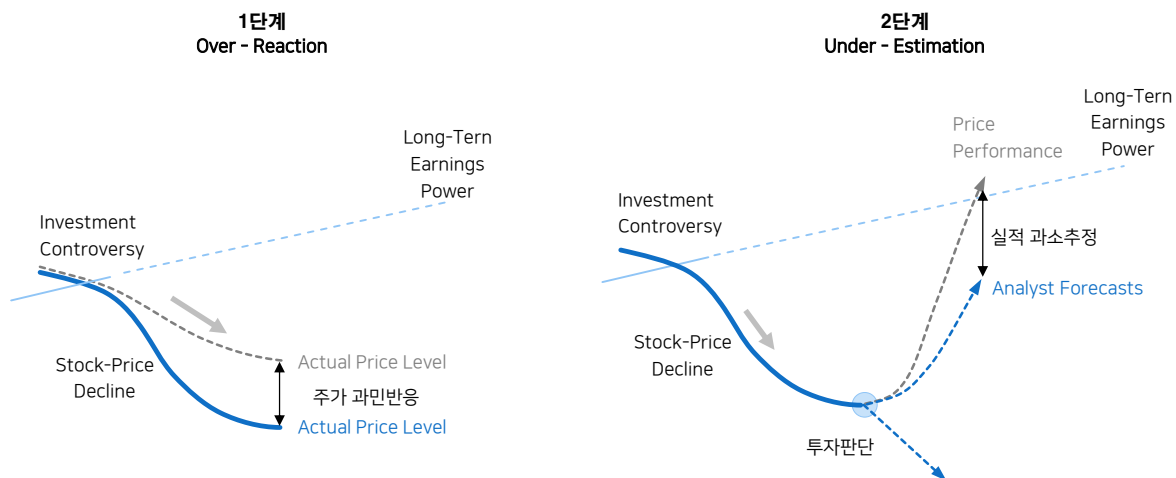 1단계
Over - Reaction
Long-Tern
Earnings
Power
Investment
Controversy
Stock-Price
Decline
Actual Price Level
주가 과민반응
Actual Price Level
2단계
Under - Estimation
Long-Tern
Earnings
Power
Price
Performance
Investment
Controversy
실적 과소추정
Analyst Forecasts
Stock-Price
Decline
투자판단